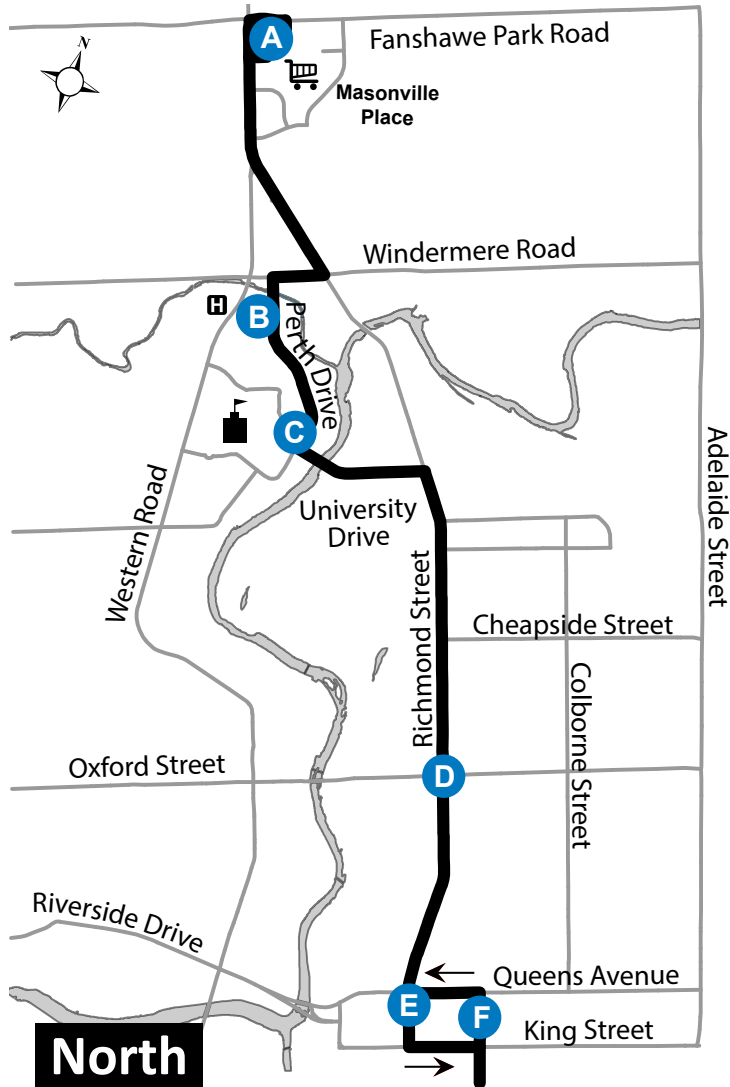 A
Fanshawe Park Road
N
Masonville
Place
Windermere Road
H
B
Perth Drive
C
University
Drive
Western Road
Adelaide Street
Richmond Street
Cheapside Street
Colborne Street
Oxford Street
D
Riverside Drive
Queens Avenue
E
F
King Street
North